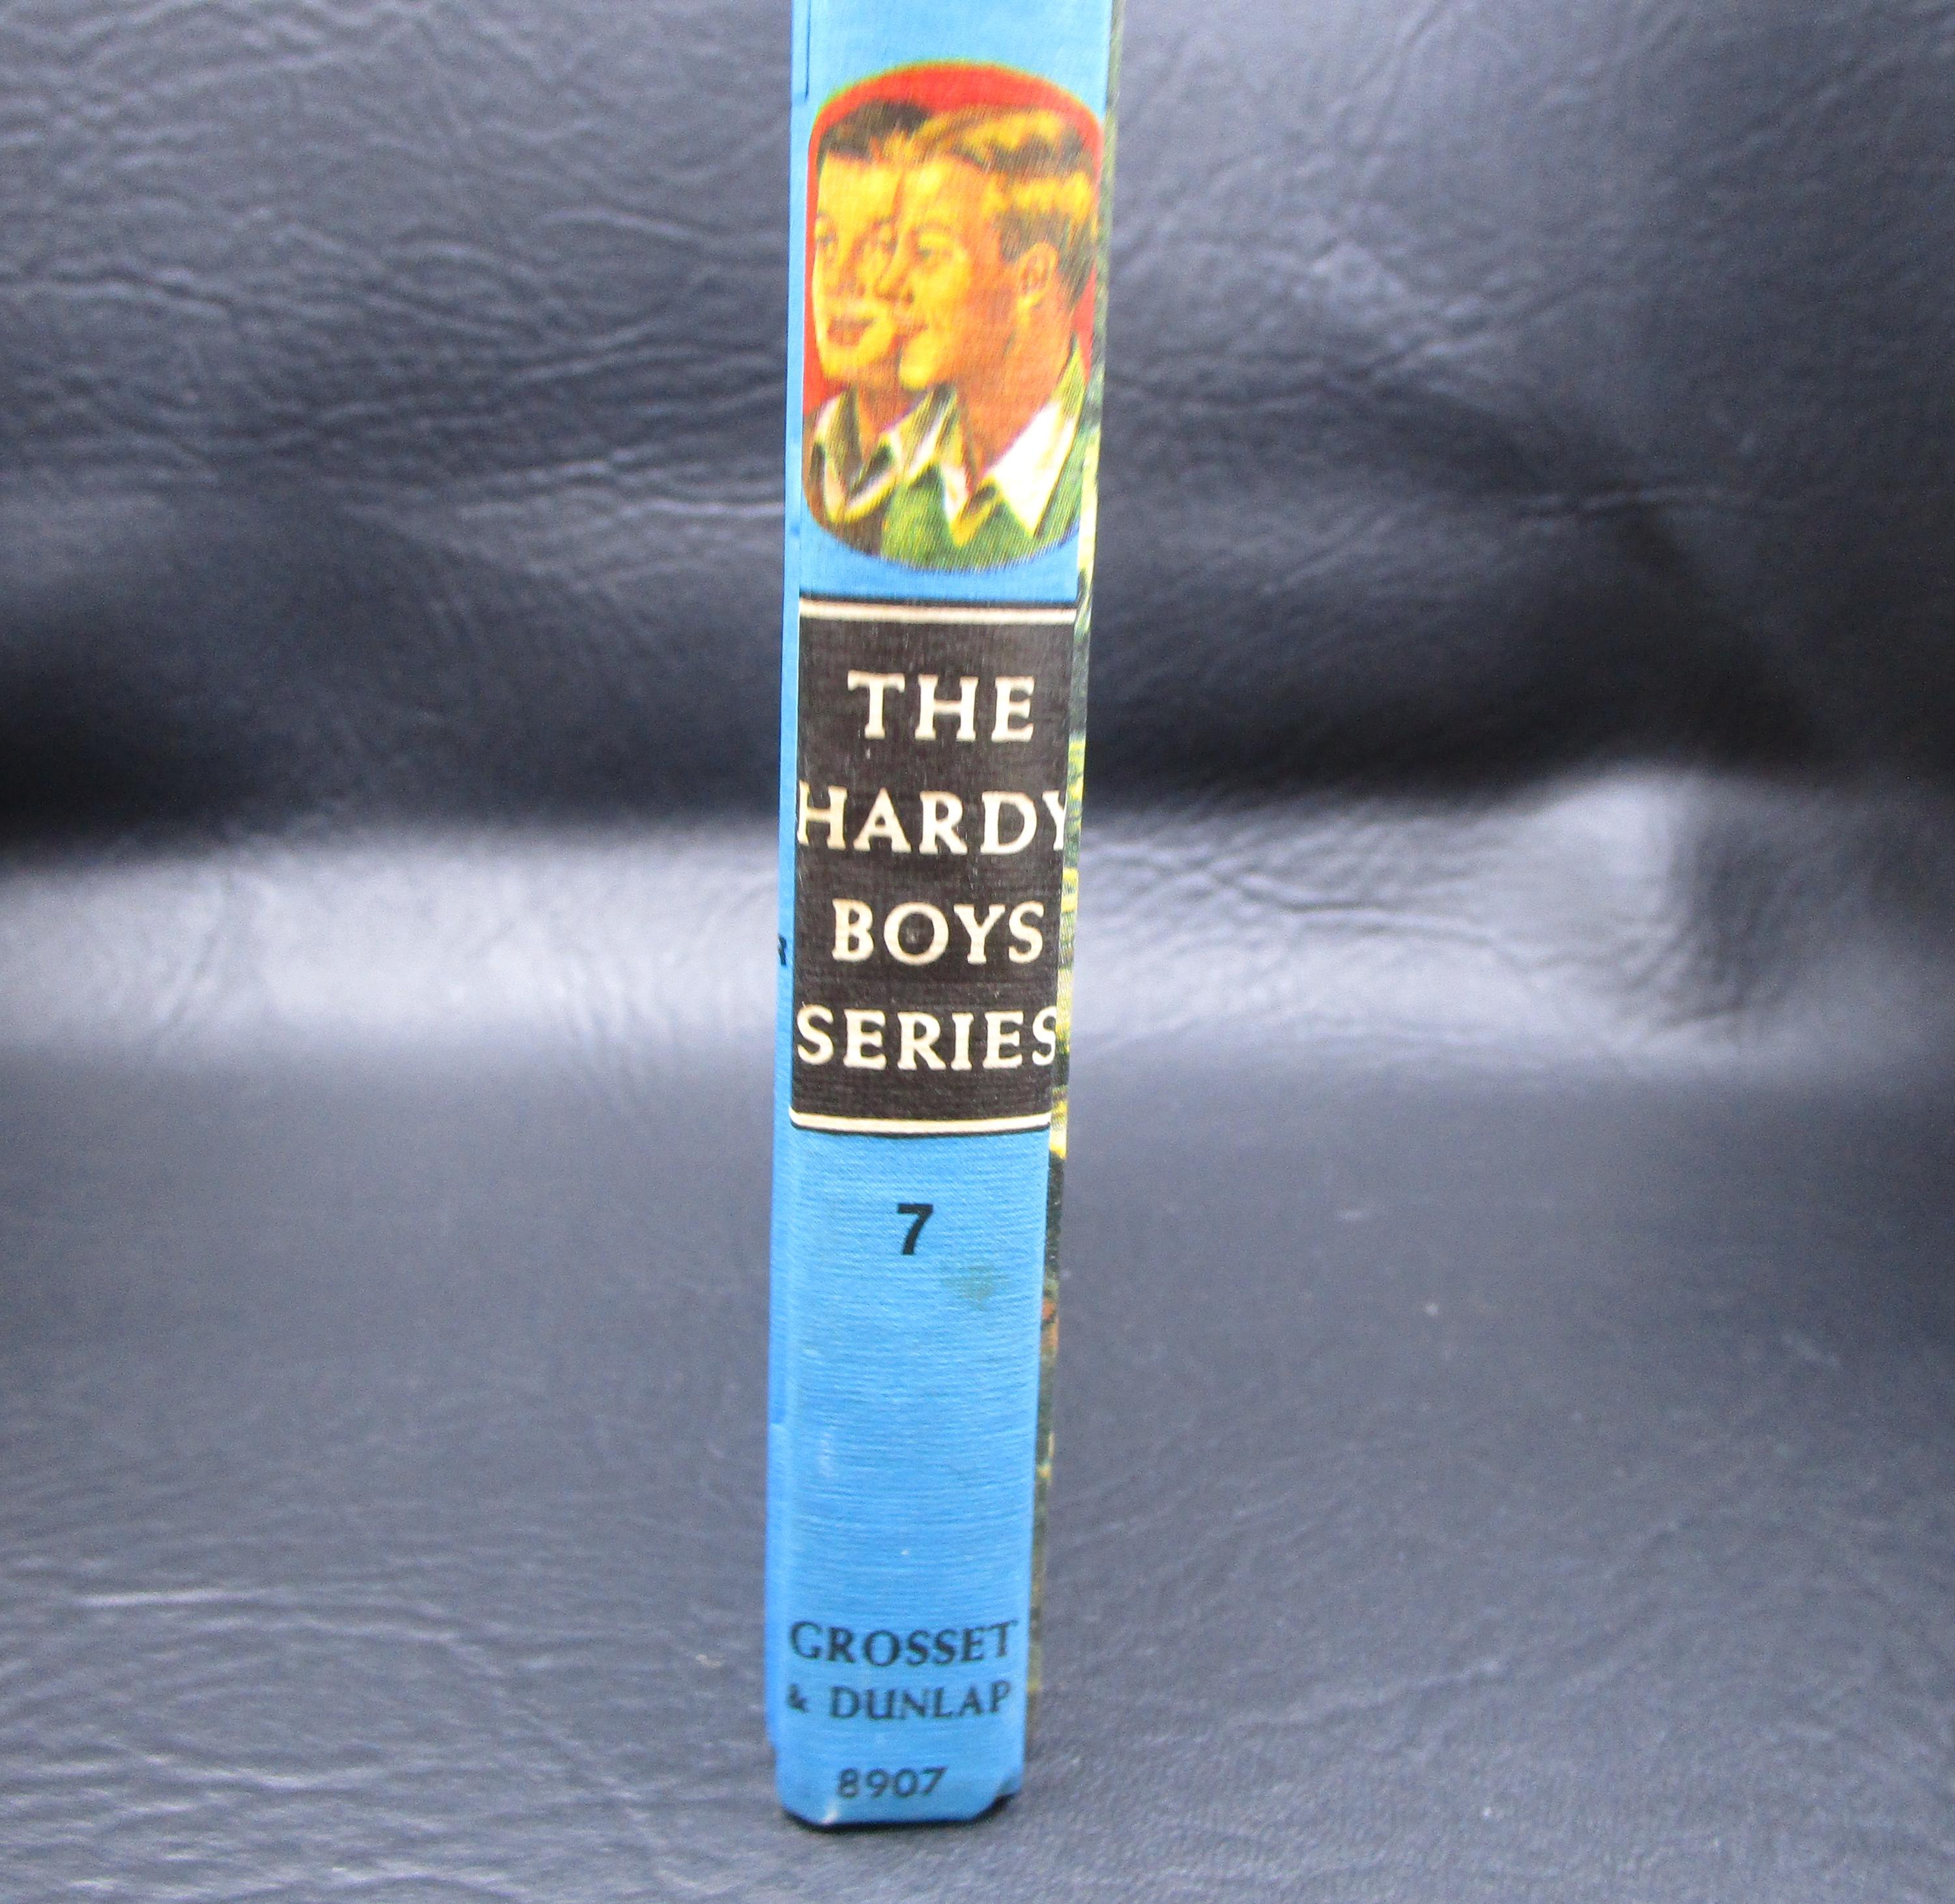 THE
HARDY
BOYS
SERIES
7
GROSSET
& DUNLAP
8907